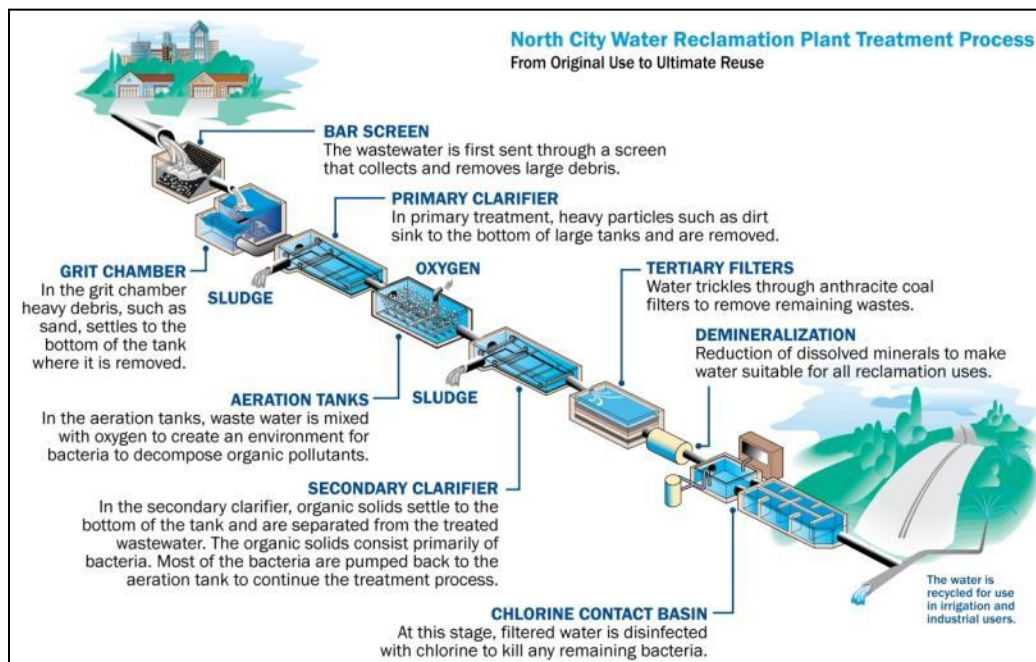 North City Water Reclamation Plant Treatment Process
From Original Use to Ultimate Reuse
BAR SCREEN
The wastewater is first sent through a screen
that collects and removes large debris.
PRIMARY CLARIFIER
In primary treatment, heavy particles such as dirt
sink to the bottom of large tanks and are removed.
GRIT CHAMBER
In the grit chamber
heavy debris, such as
sand, settles to the
bottom of the tank
where it is removed.
SLUDGE
OXYGEN
TERTIARY FILTERS
Water trickles through anthracite coal
filters to remove remaining wastes.
DEMINERALIZATION
Reduction of dissolved minerals to make
water suitable for all reclamation uses.
AERATION TANKS
In the aeration tanks, waste water is mixed
with oxygen to create an environment for
bacteria to decompose organic pollutants.
SLUDGE
SECONDARY CLARIFIER
In the secondary clarifier, organic solids settle to the
bottom of the tank and are separated from the treated
wastewater. The organic solids consist primarily of
bacteria. Most of the bacteria are pumped back to the
aeration tank to continue the treatment process.
CHLORINE CONTACT BASIN
At this stage, filtered water is disinfected
with chlorine to kill any remaining bacteria.
The water is
recycled for use
in irrigation and
industrial users.